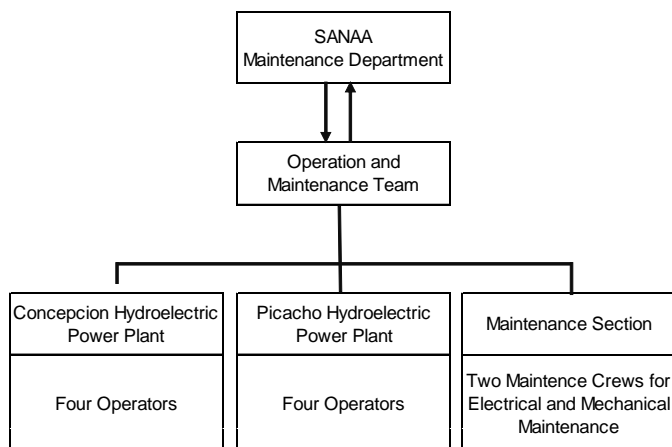 SANAA
Maintenance Department
Operation and
Maintenance Team
Concepcion Hydroelectric
Power Plant
Four Operators
Picacho Hydroelectric
Power Plant
Four Operators
Maintenance Section
Two Maintence Crews for
Electrical and Mechanical
Maintenance